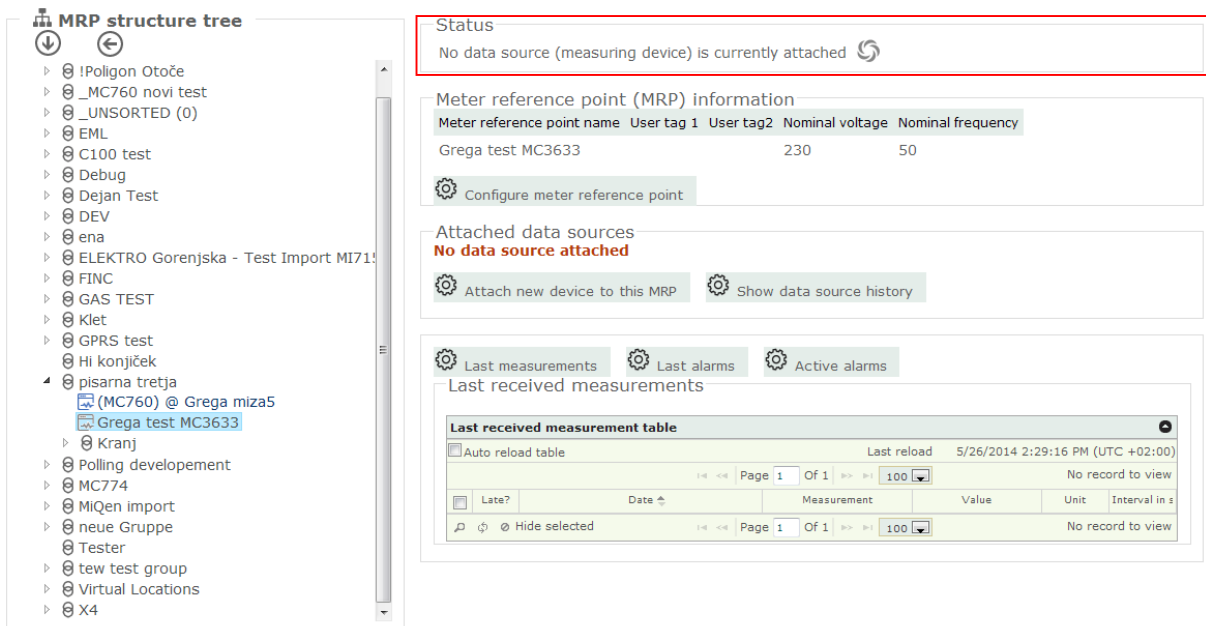 MRP structure tree
!Poligon Otoče
_MC760 novi test
_UNSORTED (0)
EML
C100 test
Debug
Dejan Test
DEV
ena
ELEKTRO Gorenjska - Test Import MI71
FINC
GAS TEST
Klet
GPRS test
Hi konjiček
pisarna tretja
(MC760) @ Grega miza5
Grega test MC3633
Kranj
Polling developement
MC774
MiQen import
neue Gruppe
Tester
tew test group
Virtual Locations
X4
Status
No data source (measuring device) is currently attached
Meter reference point (MRP) information
Meter reference point name User tag 1 User tag2 Nominal voltage Nominal frequency
Grega test MC3633 230 50
Configure meter reference point
Attached data sources
No data source attached
Attach new device to this MRP Show data source history
Last measurements Last alarms Active alarms
Last received measurements
Last received measurement table
Auto reload table Last reload 5/26/2014 2:29:16 PM (UTC +02:00)
Page 1 Of 1 100 No record to view
Late? Date Measurement Value Unit Interval in s
Hide selected Page 1 Of 1 100 No record to view